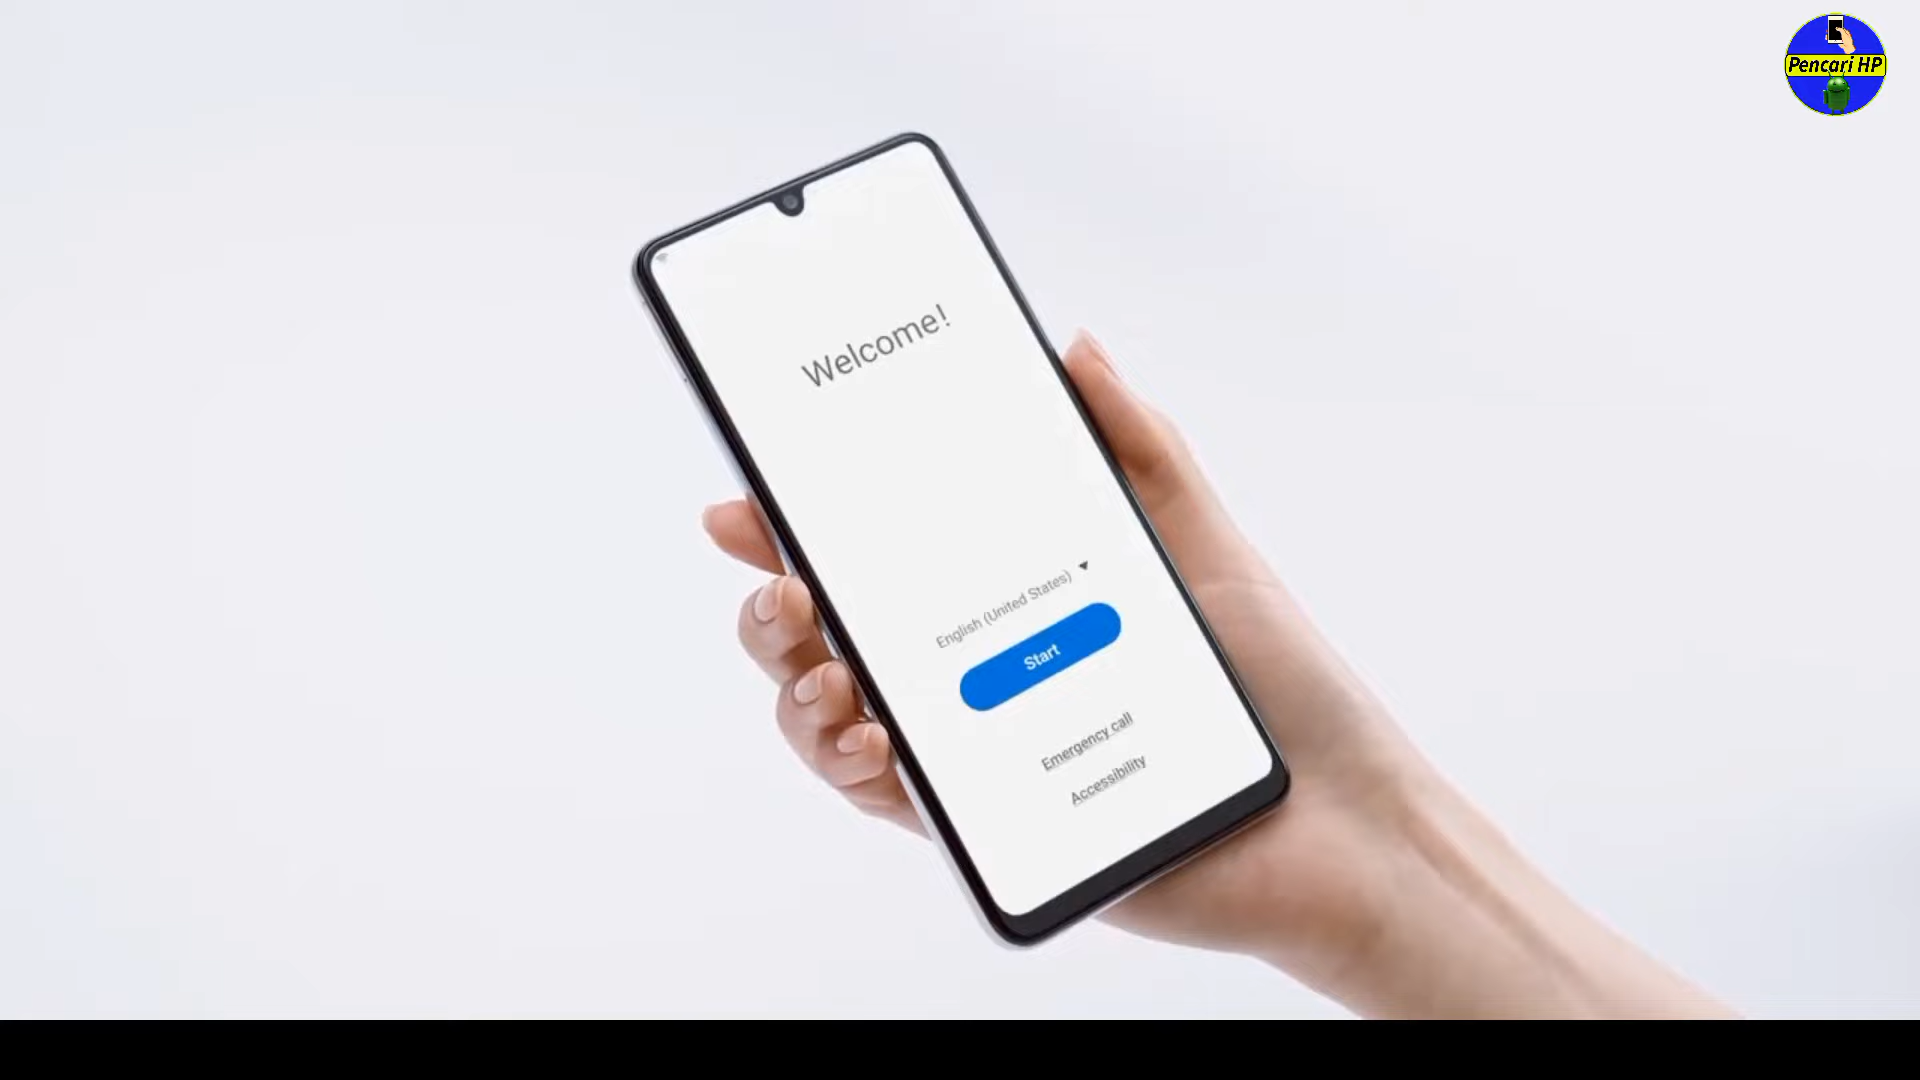 Pencari HP
Welcome!
English (United States)
Start
Emergency call
Accessibility